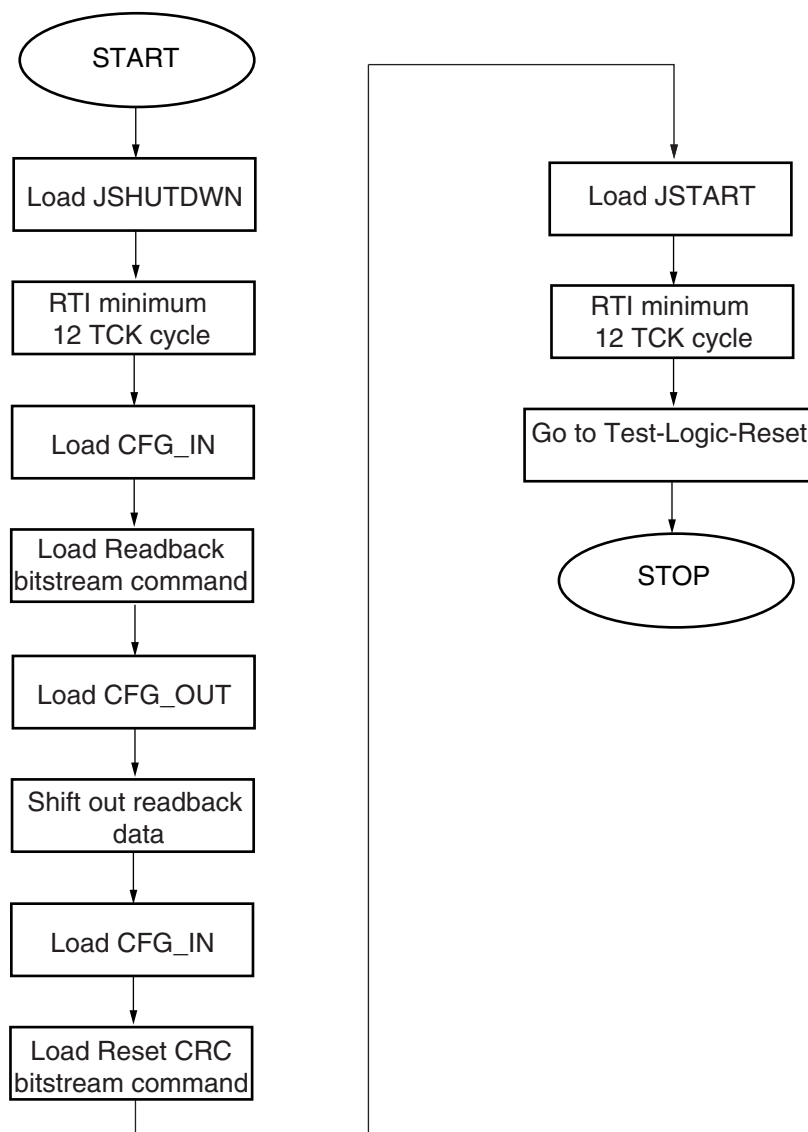 START
Load JSHUTDWN
RTI minimum
12 TCK cycle
Load CFG_IN
Load Readback
bitstream command
Load CFG_OUT
Shift out readback
data
Load CFG_IN
Load Reset CRC
bitstream command
Load JSTART
RTI minimum
12 TCK cycle
Go to Test-Logic-Reset
STOP